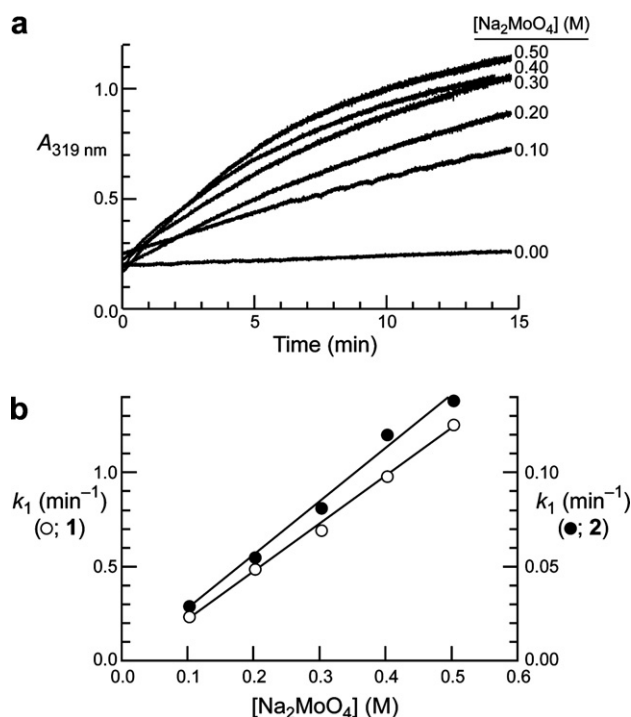 a
[Na₂MoO₄] (M)
0.50
0.40
0.30
0.20
0.10
0.00
1.0
0.5
0.0
A₃₁₉ nm
0 5 10 15
Time (min)
b
1.0
0.5
0.0
k₁ (min⁻¹)
(○; 1)
0.10
0.05
0.00
k₁ (min⁻¹)
(●; 2)
0.0 0.1 0.2 0.3 0.4 0.5 0.6
[Na₂MoO₄] (M)